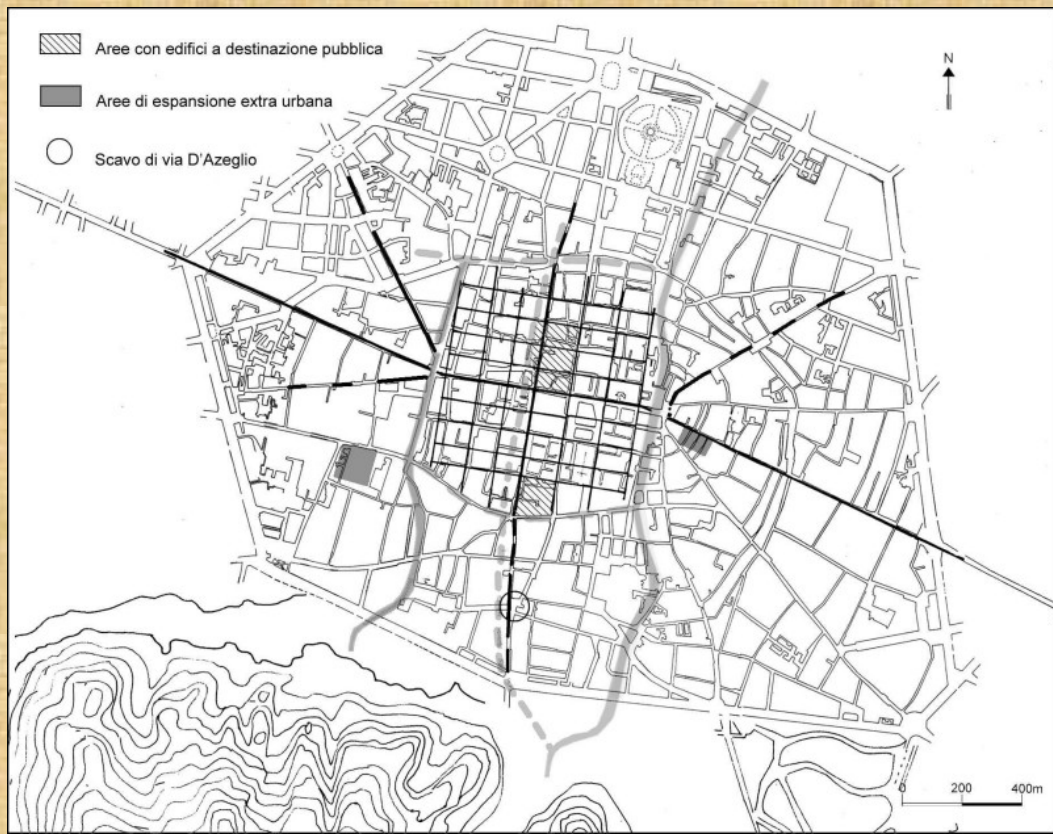 Aree con edifici a destinazione pubblica
Aree di espansione extra urbana
Scavo di via D'Azeglio
N
0 200 400m